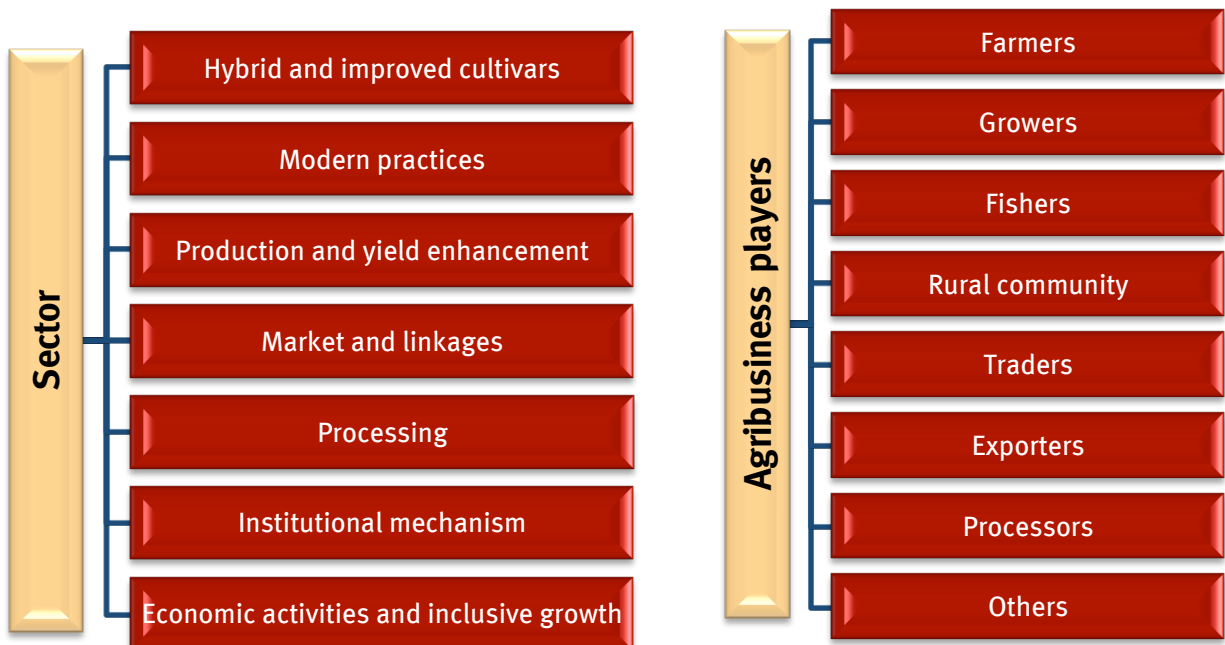 Sector
Hybrid and improved cultivars
Modern practices
Production and yield enhancement
Market and linkages
Processing
Institutional mechanism
Economic activities and inclusive growth
Agribusiness players
Farmers
Growers
Fishers
Rural community
Traders
Exporters
Processors
Others